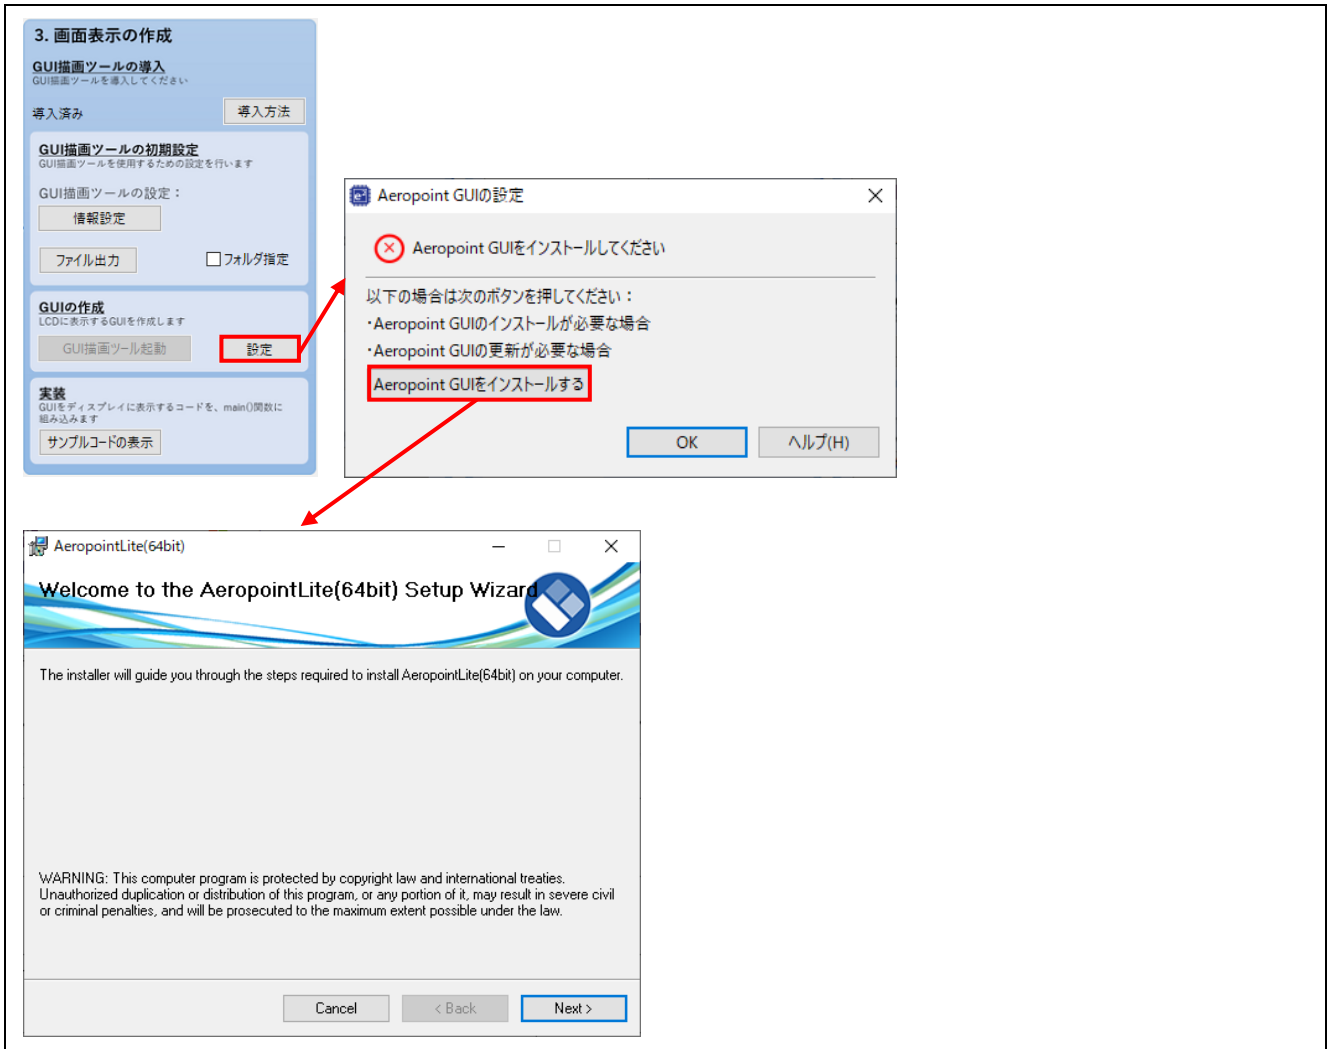 3. 画面表示の作成
GUI描画ツールの導入
GUI描画ツールを導入してください
導入済み
導入方法
GUI描画ツールの初期設定
GUI描画ツールを使用するための設定を行います
GUI描画ツールの設定：
情報設定
ファイル出力
フォルダ指定
GUIの作成
LCDに表示するGUIを作成します
GUI描画ツール起動
設定
実装
GUIをディスプレイに表示するコードを、main()関数に
組み込みます
サンプルコードの表示
Aeropoint GUIの設定
Aeropoint GUIをインストールしてください
以下の場合は次のボタンを押してください：
・Aeropoint GUIのインストールが必要な場合
・Aeropoint GUIの更新が必要な場合
Aeropoint GUIをインストールする
OK
ヘルプ(H)
AeropointLite(64bit)
Welcome to the AeropointLite(64bit) Setup Wizard
The installer will guide you through the steps required to install AeropointLite(64bit) on your computer.
WARNING: This computer program is protected by copyright law and international treaties.
Unauthorized duplication or distribution of this program, or any portion of it, may result in severe civil
or criminal penalties, and will be prosecuted to the maximum extent possible under the law.
Cancel
< Back
Next >